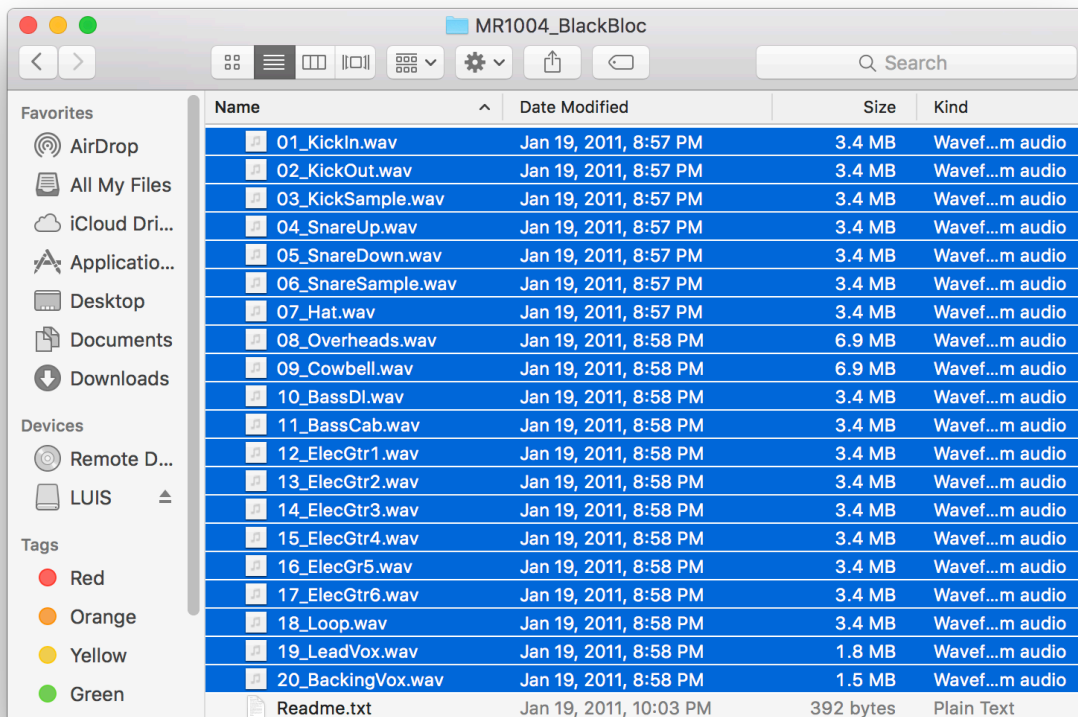 MR1004_BlackBloc
Search
Favorites
AirDrop
All My Files
iCloud Dri...
Applicatio...
Desktop
Documents
Downloads
Devices
Remote D...
LUIS
Tags
Red
Orange
Yellow
Green
Name Date Modified Size Kind
01_KickIn.wav Jan 19, 2011, 8:57 PM 3.4 MB Wavef...m audio
02_KickOut.wav Jan 19, 2011, 8:57 PM 3.4 MB Wavef...m audio
03_KickSample.wav Jan 19, 2011, 8:57 PM 3.4 MB Wavef...m audio
04_SnareUp.wav Jan 19, 2011, 8:57 PM 3.4 MB Wavef...m audio
05_SnareDown.wav Jan 19, 2011, 8:57 PM 3.4 MB Wavef...m audio
06_SnareSample.wav Jan 19, 2011, 8:57 PM 3.4 MB Wavef...m audio
07_Hat.wav Jan 19, 2011, 8:57 PM 3.4 MB Wavef...m audio
08_Overheads.wav Jan 19, 2011, 8:58 PM 6.9 MB Wavef...m audio
09_Cowbell.wav Jan 19, 2011, 8:58 PM 6.9 MB Wavef...m audio
10_BassDI.wav Jan 19, 2011, 8:58 PM 3.4 MB Wavef...m audio
11_BassCab.wav Jan 19, 2011, 8:58 PM 3.4 MB Wavef...m audio
12_ElecGtr1.wav Jan 19, 2011, 8:58 PM 3.4 MB Wavef...m audio
13_ElecGtr2.wav Jan 19, 2011, 8:58 PM 3.4 MB Wavef...m audio
14_ElecGtr3.wav Jan 19, 2011, 8:58 PM 3.4 MB Wavef...m audio
15_ElecGtr4.wav Jan 19, 2011, 8:58 PM 3.4 MB Wavef...m audio
16_ElecGr5.wav Jan 19, 2011, 8:58 PM 3.4 MB Wavef...m audio
17_ElecGtr6.wav Jan 19, 2011, 8:58 PM 3.4 MB Wavef...m audio
18_Loop.wav Jan 19, 2011, 8:58 PM 3.4 MB Wavef...m audio
19_LeadVox.wav Jan 19, 2011, 8:58 PM 1.8 MB Wavef...m audio
20_BackingVox.wav Jan 19, 2011, 8:58 PM 1.5 MB Wavef...m audio
Readme.txt Jan 19, 2011, 10:03 PM 392 bytes Plain Text